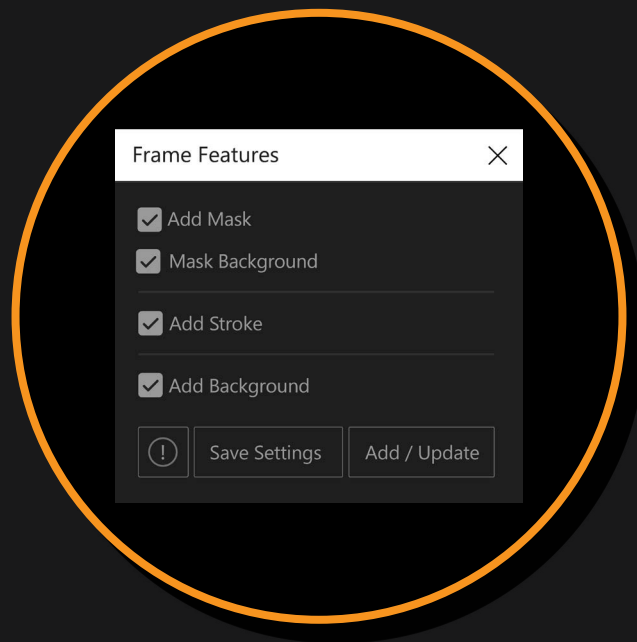 Frame Features
Add Mask
Mask Background
Add Stroke
Add Background
! Save Settings Add / Update